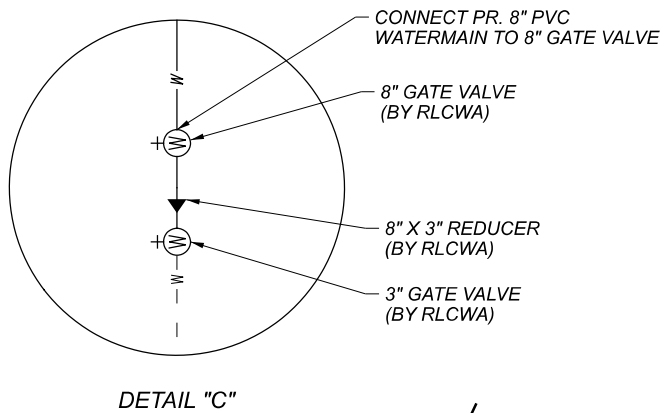 CONNECT PR. 8" PVC
WATERMAIN TO 8" GATE VALVE
W
8" GATE VALVE
(BY RLCWA)
W
8" X 3" REDUCER
(BY RLCWA)
W
W
3" GATE VALVE
(BY RLCWA)
DETAIL "C"